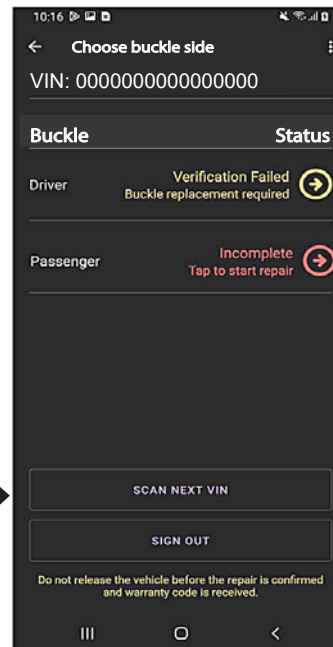 10:16
Choose buckle side
VIN: 0000000000000000
Buckle Status
Driver
Verification Failed
Buckle replacement required
Passenger
Incomplete
Tap to start repair
SCAN NEXT VIN
SIGN OUT
Do not release the vehicle before the repair is confirmed
and warranty code is received.